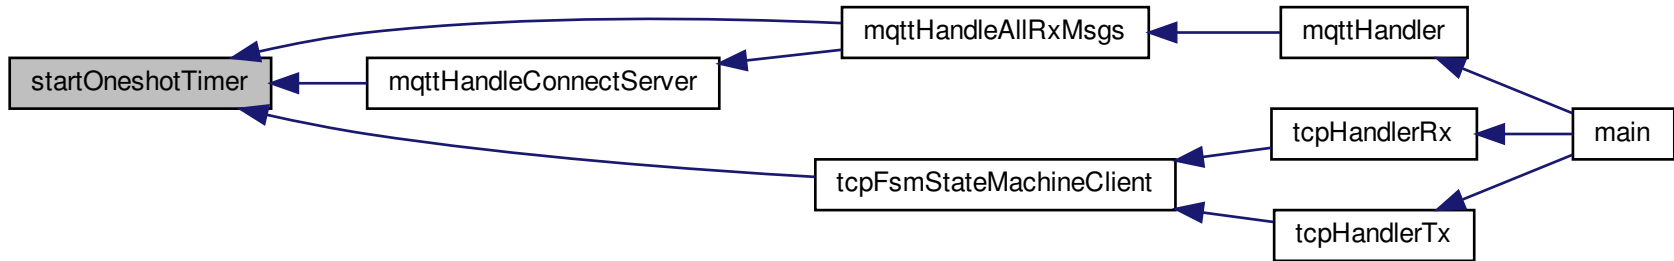 mqttHandleAllRxMsgs
mqttHandler
startOneshotTimer
mqttHandleConnectServer
tcpHandlerRx
main
tcpFsmStateMachineClient
tcpHandlerTx